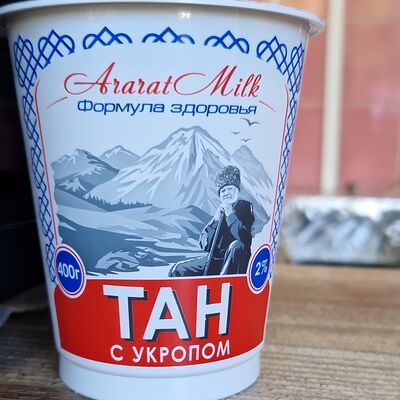 Ararat Milk
Формула здоровья
400г
2%
ТАН
С УКРОПОМ